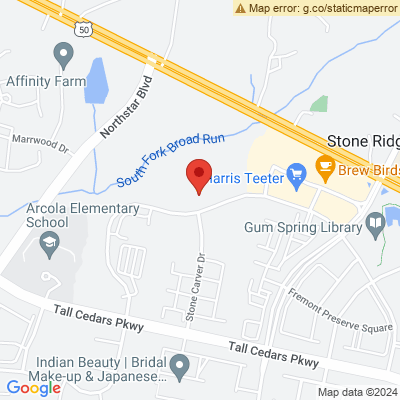 Map error: g.co/staticmaperror
50
Affinity Farm
Northstar Blvd
Marrwood Dr
South Fork Broad Run
Stone Ridg
Harris Teeter
Brew Birds
Arcola Elementary
School
Gum Spring Library
Stone Carver Dr
Fremont Preserve Square
Tall Cedars Pkwy
Tall Cedars Pkwy
Indian Beauty | Bridal
Make-up & Japanese...
Google
Map data ©2024